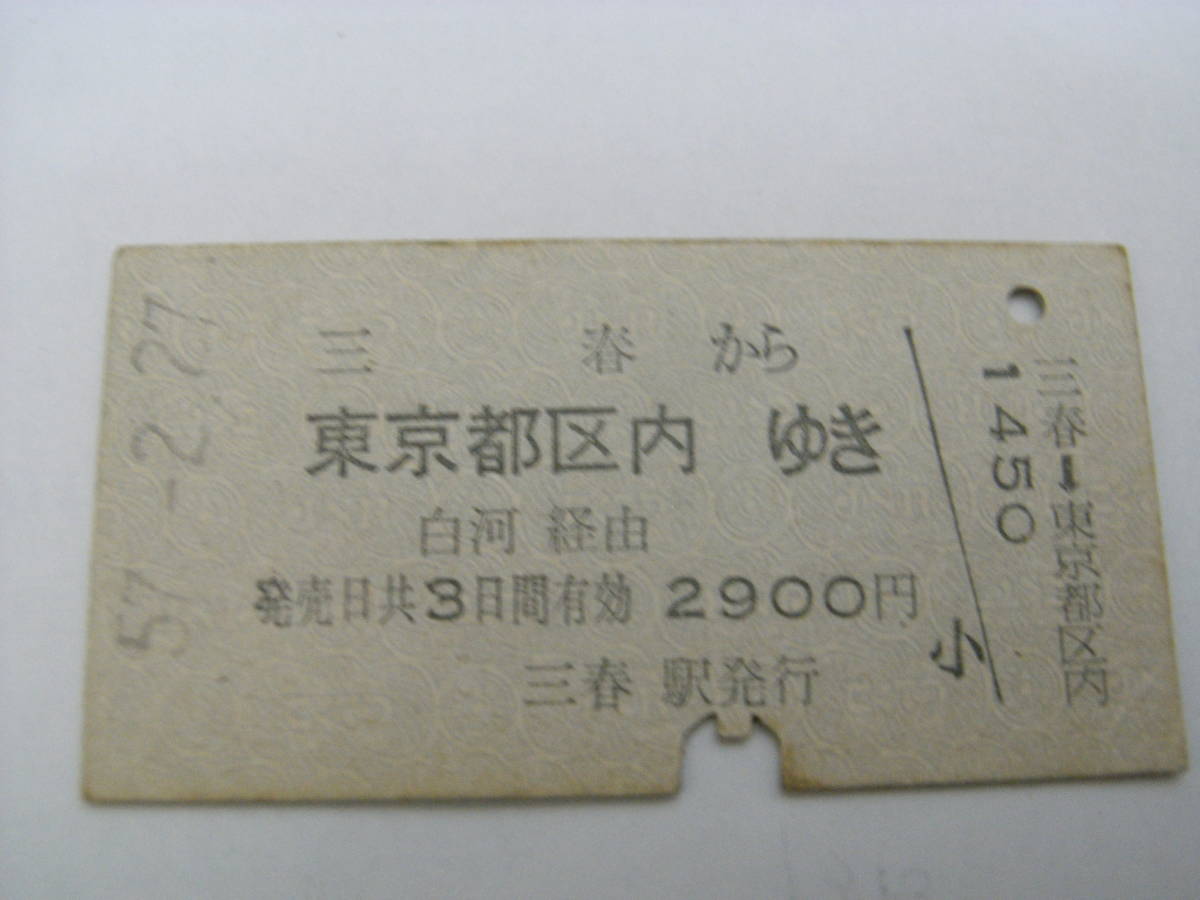 三春から
東京都区内 ゆき
白河 経由
発売日共3日間有効 2900円
三春 駅発行
57-2.27
小
1450
三春➡東京都区内